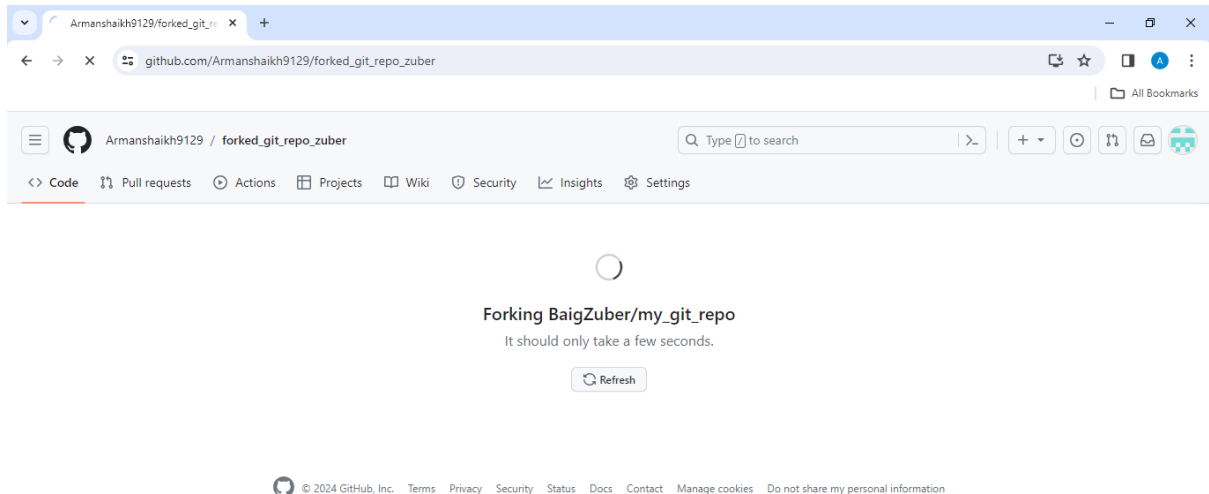 Armanshaikh9129/forked_git_re
github.com/Armanshaikh9129/forked_git_repo_zuber
A
All Bookmarks
Armanshaikh9129 / forked_git_repo_zuber
Type / to search
<> Code Pull requests Actions Projects Wiki Security Insights Settings
Forking BaigZuber/my_git_repo
It should only take a few seconds.
Refresh
© 2024 GitHub, Inc. Terms Privacy Security Status Docs Contact Manage cookies Do not share my personal information